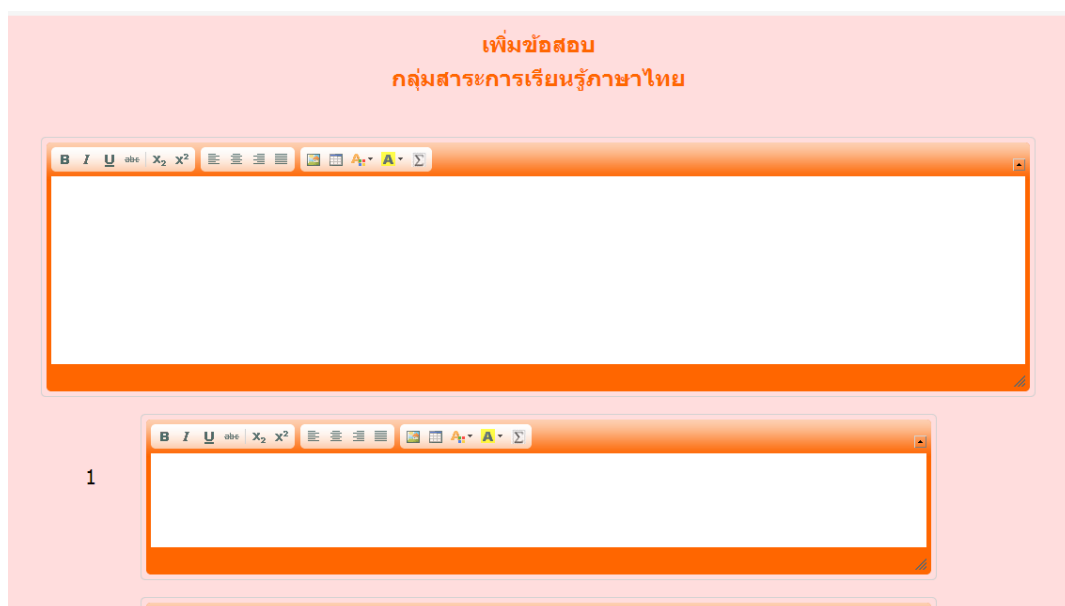 เพิ่มข้อสอบ
กลุ่มสาระการเรียนรู้ภาษาไทย
B I U abc X₂ X² A A Σ
B I U abc X₂ X² A A Σ
1